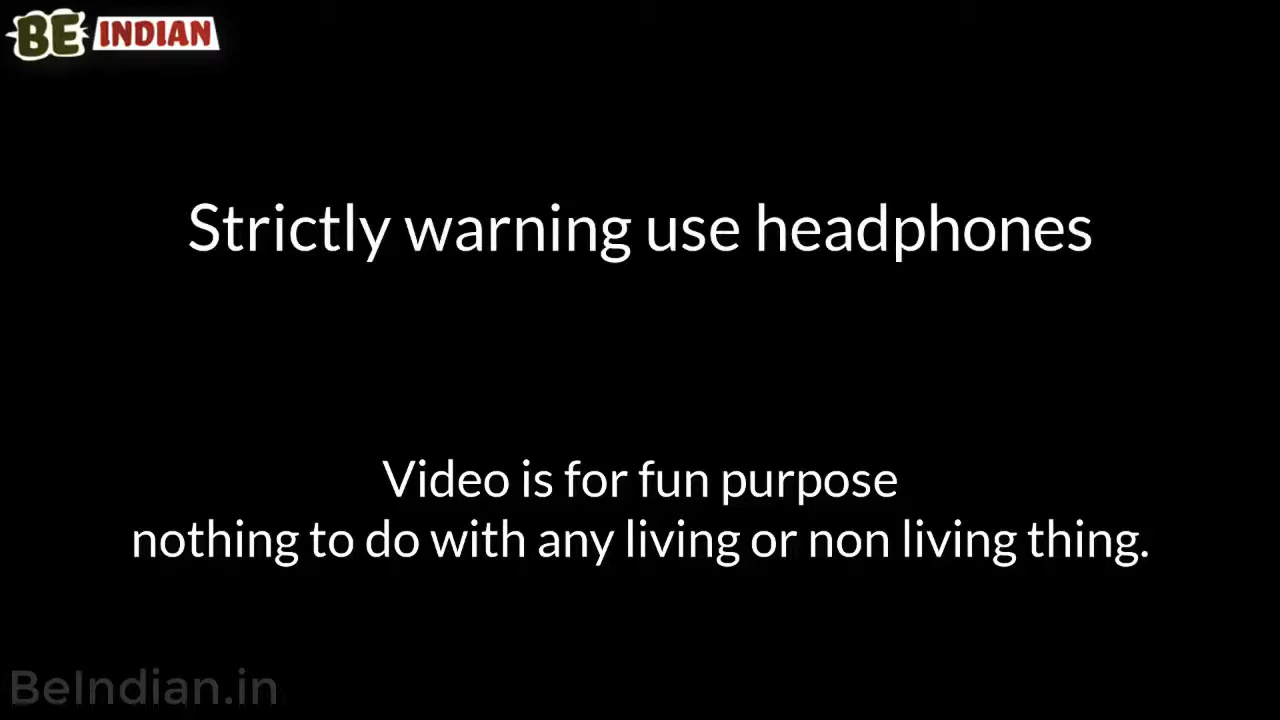 BE INDIAN
Strictly warning use headphones
Video is for fun purpose
nothing to do with any living or non living thing.
BeIndian.in